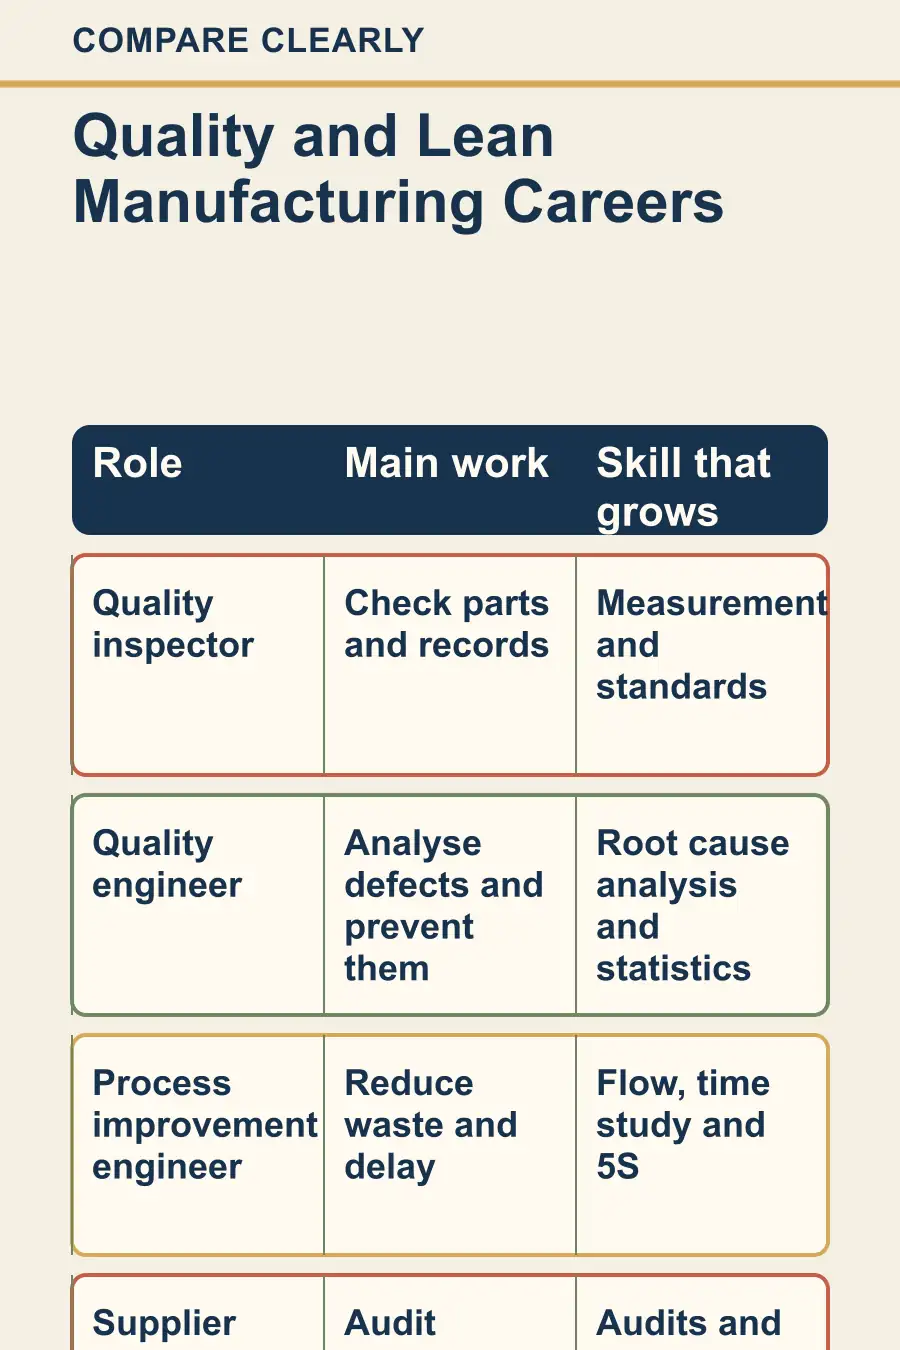 COMPARE CLEARLY
Quality and Lean
Manufacturing Careers
Role
Main work
Skill that
grows
Quality
inspector
Check parts
and records
Measurement
and
standards
Quality
engineer
Analyse
defects and
prevent
them
Root cause
analysis
and
statistics
Process
improvement
engineer
Reduce
waste and
delay
Flow, time
study and
5S
Supplier
Audit
Audits and